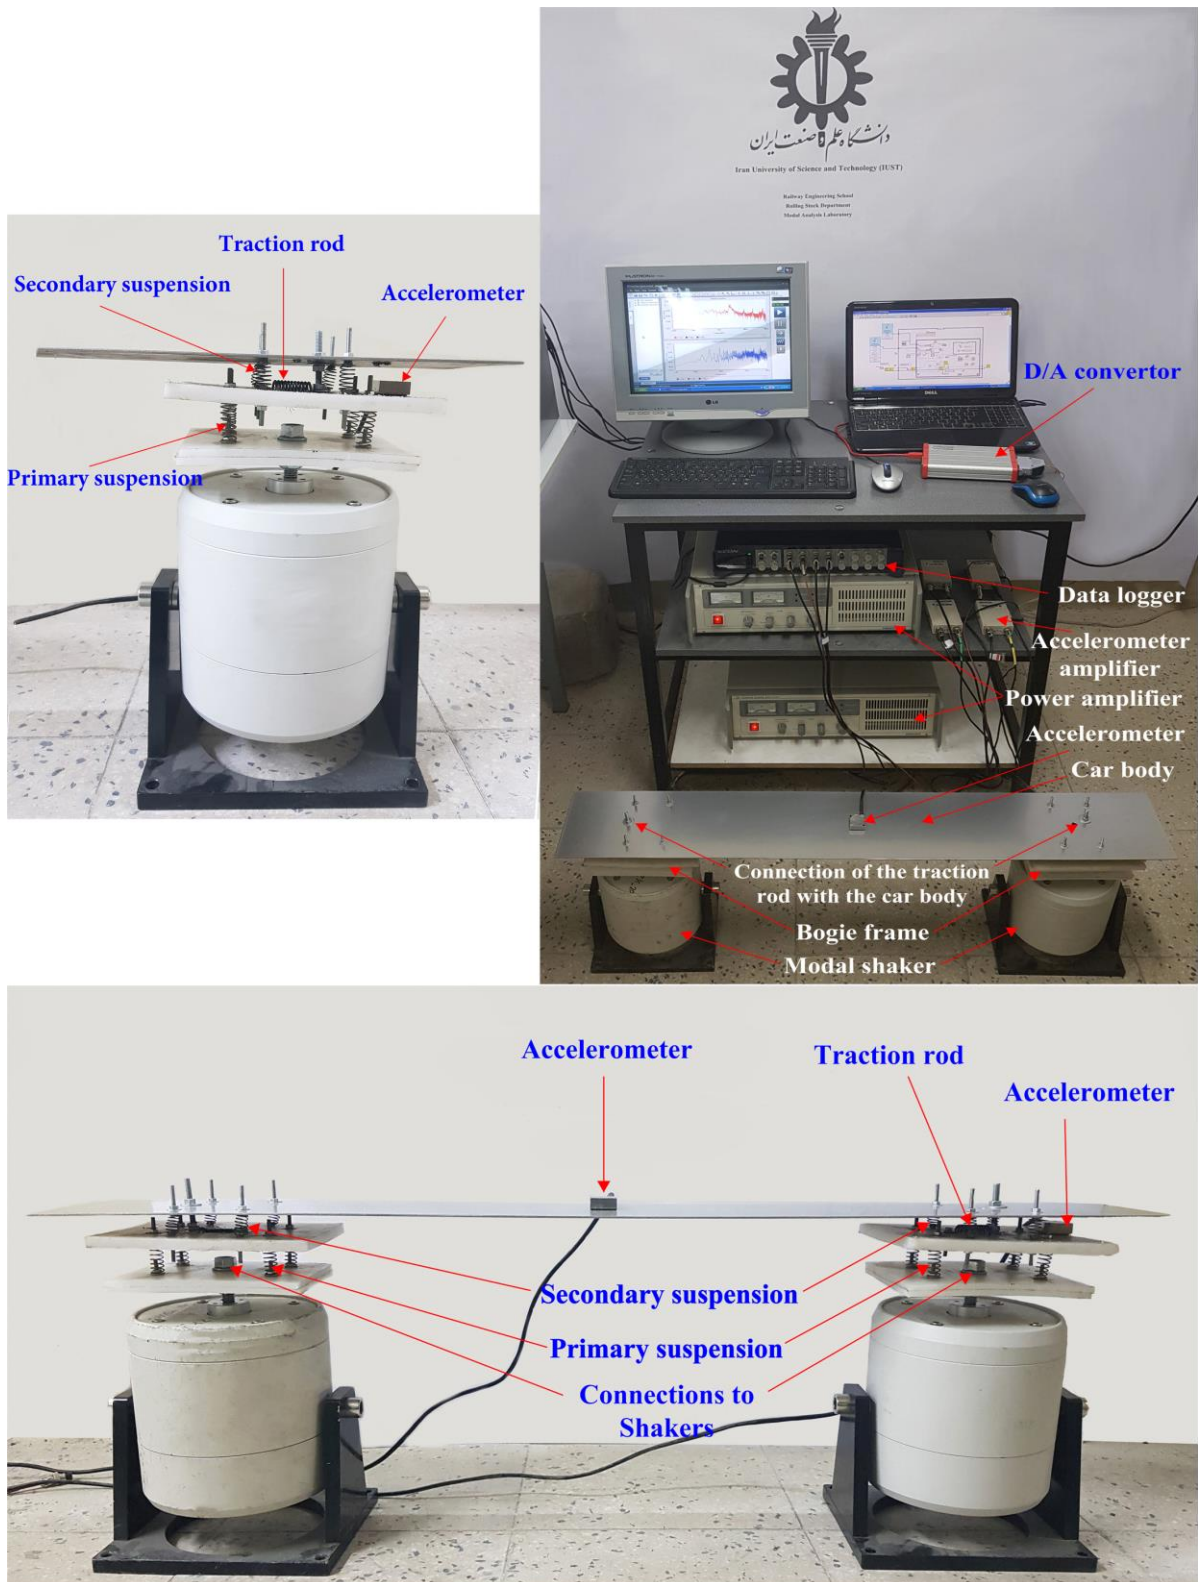 دانشگاه علم و صنعت ایران
Iran University of Science and Technology (IUST)
Railway Engineering School
Rolling Stock Department
Modal Analysis Laboratory
Traction rod
Secondary suspension
Accelerometer
Primary suspension
LG
DELL
D/A convertor
Data logger
Accelerometer
amplifier
Power amplifier
Accelerometer
Car body
Connection of the traction
rod with the car body
Bogie frame
Modal shaker
Accelerometer
Traction rod
Accelerometer
Secondary suspension
Primary suspension
Connections to
Shakers